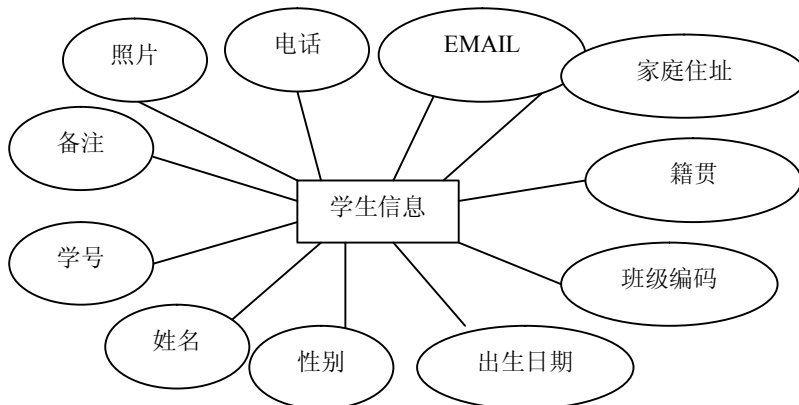 照片
电话
EMAIL
家庭住址
备注
籍贯
学生信息
学号
班级编码
姓名
性别
出生日期